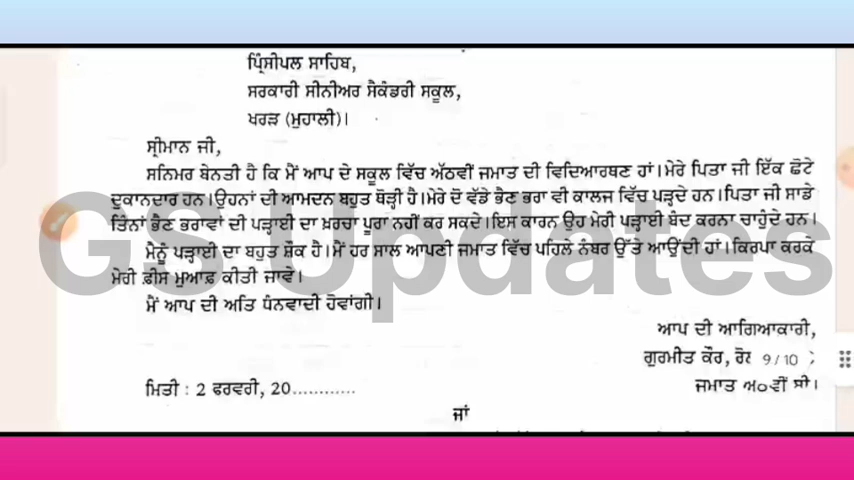 ਪ੍ਰਿੰਸੀਪਲ ਸਾਹਿਬ,
ਸਰਕਾਰੀ ਸੀਨੀਅਰ ਸੈਕੰਡਰੀ ਸਕੂਲ,
ਖਰੜ (ਮੁਹਾਲੀ)।
ਸ੍ਰੀਮਾਨ ਜੀ,
ਸਨਿਮਰ ਬੇਨਤੀ ਹੈ ਕਿ ਮੈਂ ਆਪ ਦੇ ਸਕੂਲ ਵਿੱਚ ਅੱਠਵੀਂ ਜਮਾਤ ਦੀ ਵਿਦਿਆਰਥਣ ਹਾਂ।ਮੇਰੇ ਪਿਤਾ ਜੀ ਇੱਕ ਛੋਟੇ
ਦੁਕਾਨਦਾਰ ਹਨ।ਉਹਨਾਂ ਦੀ ਆਮਦਨ ਬਹੁਤ ਥੋੜ੍ਹੀ ਹੈ।ਮੇਰੇ ਦੋ ਵੱਡੇ ਭੈਣ ਭਰਾ ਵੀ ਕਾਲਜ ਵਿੱਚ ਪੜ੍ਹਦੇ ਹਨ।ਪਿਤਾ ਜੀ ਸਾਡੇ
ਤਿੰਨਾਂ ਭੈਣ ਭਰਾਵਾਂ ਦੀ ਪੜ੍ਹਾਈ ਦਾ ਖ਼ਰਚਾ ਪੂਰਾ ਨਹੀਂ ਕਰ ਸਕਦੇ।ਇਸ ਕਾਰਨ ਉਹ ਮੇਰੀ ਪੜ੍ਹਾਈ ਬੰਦ ਕਰਨਾ ਚਾਹੁੰਦੇ ਹਨ।
ਮੈਨੂੰ ਪੜ੍ਹਾਈ ਦਾ ਬਹੁਤ ਸ਼ੌਕ ਹੈ।ਮੈਂ ਹਰ ਸਾਲ ਆਪਣੀ ਜਮਾਤ ਵਿੱਚ ਪਹਿਲੇ ਨੰਬਰ ਉੱਤੇ ਆਉਂਦੀ ਹਾਂ।ਕਿਰਪਾ ਕਰਕੇ
ਮੇਰੀ ਫ਼ੀਸ ਮੁਆਫ਼ ਕੀਤੀ ਜਾਵੇ।
ਮੈਂ ਆਪ ਦੀ ਅਤਿ ਧੰਨਵਾਦੀ ਹੋਵਾਂਗੀ।
GS Updates
ਆਪ ਦੀ ਆਗਿਆਕਾਰੀ,
ਗੁਰਮੀਤ ਕੌਰ, 9/10
ਮਿਤੀ : 2 ਫਰਵਰੀ, 20............
ਜਮਾਤ ਸੀ।
ਜਾਂ